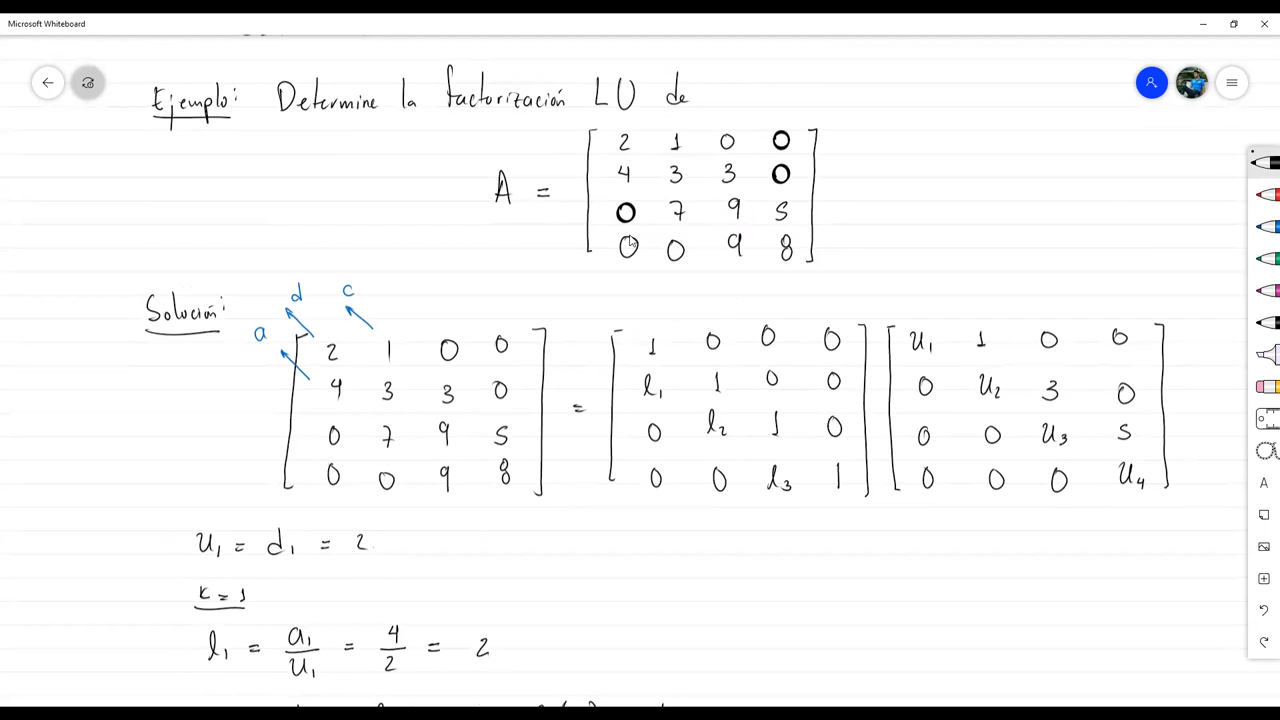 Microsoft Whiteboard
Ejemplo: Determine la factorización LU de
A = [ 2 1 0 0
4 3 3 0
0 7 9 5
0 0 9 8 ]
Solución:
a d c
[ 2 1 0 0
4 3 3 0
0 7 9 5
0 0 9 8 ]
=
[ 1 0 0 0
l₁ 1 0 0
0 l₂ 1 0
0 0 l₃ 1 ]
[ u₁ 1 0 0
0 u₂ 3 0
0 0 u₃ 5
0 0 0 u₄ ]
u₁ = d₁ = 2
k = 1
l₁ = a₁/u₁ = 4/2 = 2
A